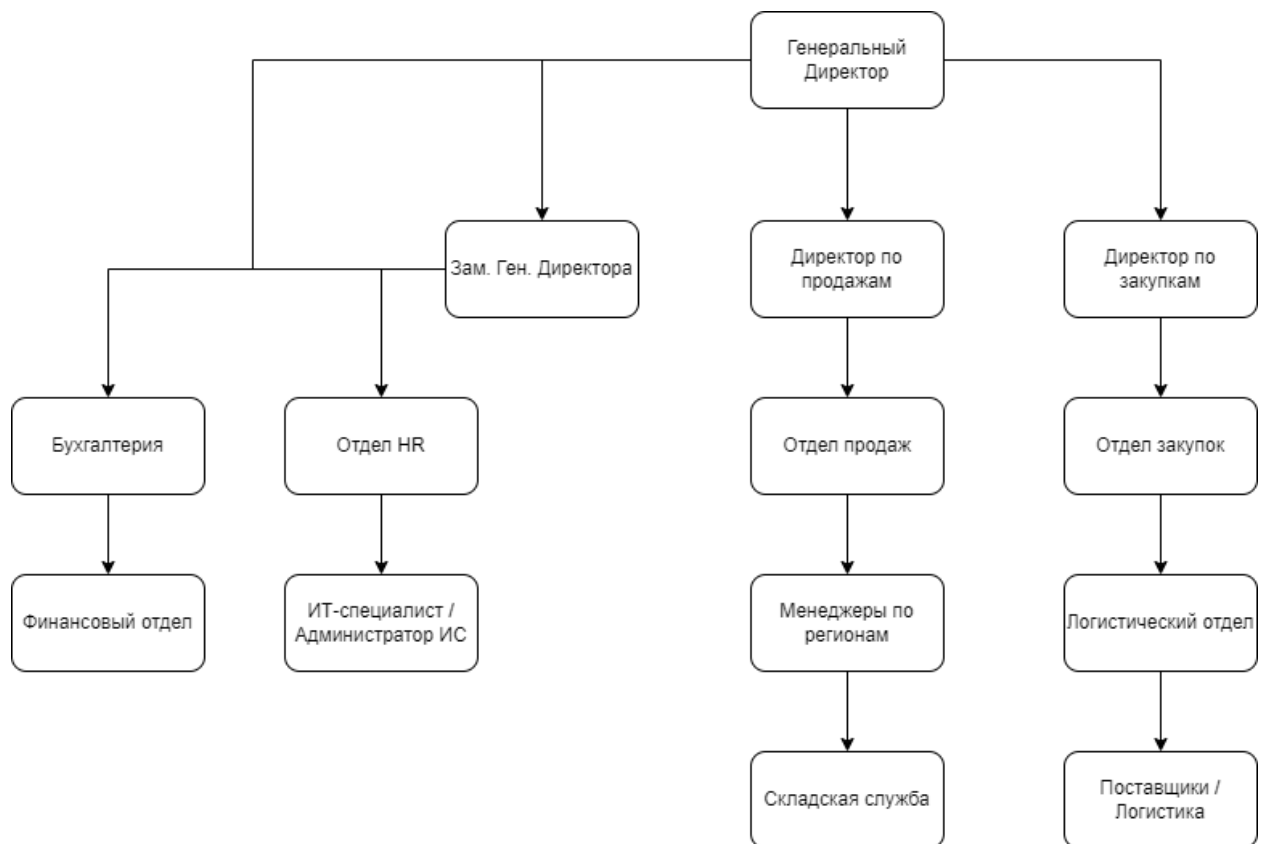 Генеральный
Директор
Зам. Ген. Директора
Директор по
продажам
Директор по
закупкам
Бухгалтерия
Отдел HR
Отдел продаж
Отдел закупок
Финансовый отдел
ИТ-специалист /
Администратор ИС
Менеджеры по
регионам
Логистический отдел
Складская служба
Поставщики /
Логистика